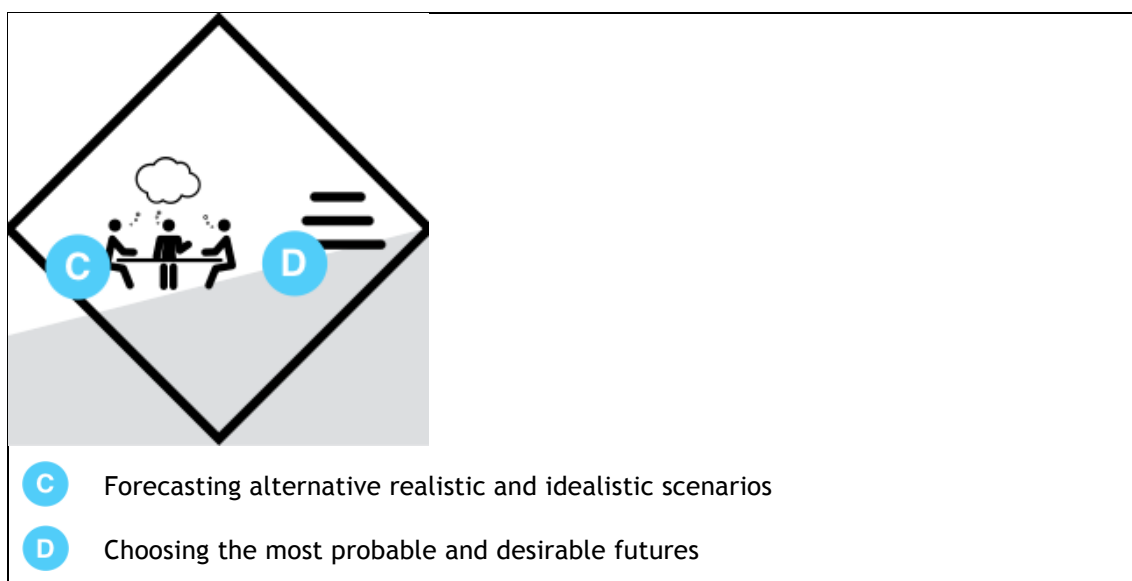 C
D
C Forecasting alternative realistic and idealistic scenarios
D Choosing the most probable and desirable futures